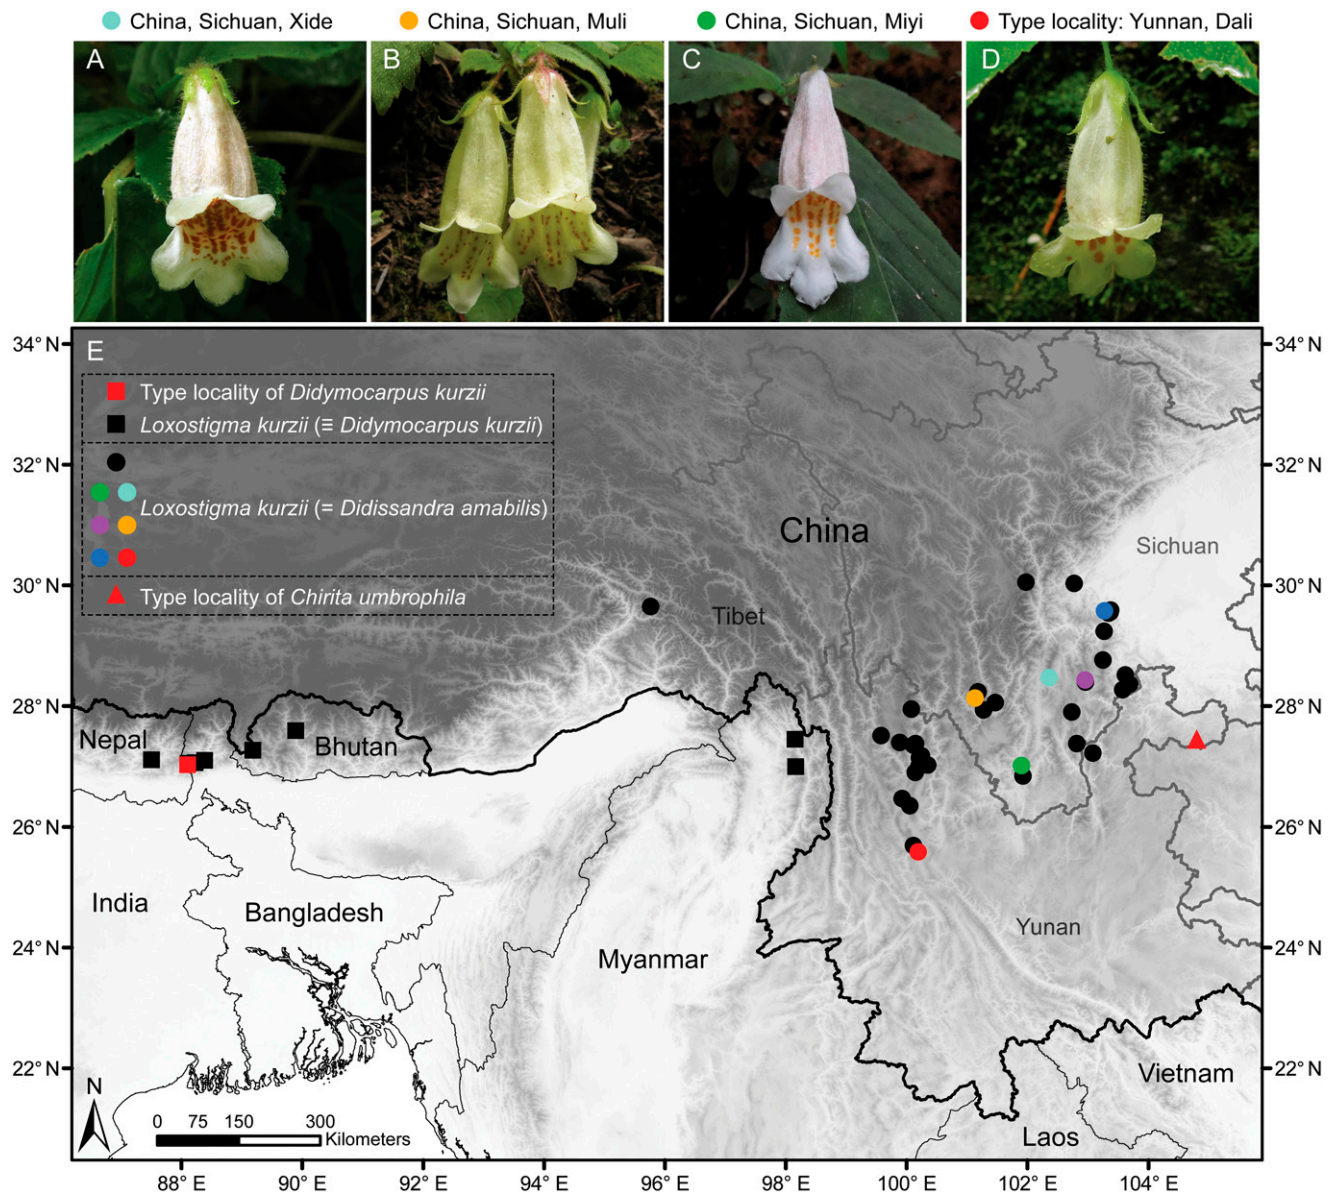 China, Sichuan, Xide
China, Sichuan, Muli
China, Sichuan, Miyi
Type locality: Yunnan, Dali
A
B
C
D
E
34° N
32° N
30° N
28° N
26° N
24° N
22° N
34° N
32° N
30° N
28° N
26° N
24° N
22° N
Type locality of Didymocarpus kurzii
Loxostigma kurzii (≡ Didymocarpus kurzii)
Loxostigma kurzii (= Didissandra amabilis)
Type locality of Chirita umbrophila
China
Sichuan
Tibet
Nepal
Bhutan
India
Bangladesh
Myanmar
Yunan
Vietnam
Laos
N
0 75 150 300
Kilometers
88° E 90° E 92° E 94° E 96° E 98° E 100° E 102° E 104° E